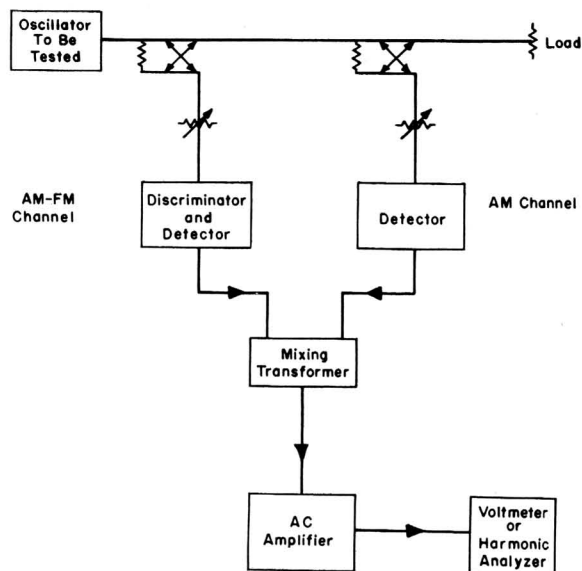 Oscillator
To Be
Tested
Load
AM-FM
Channel
Discriminator
and
Detector
Detector
AM Channel
Mixing
Transformer
AC
Amplifier
Voltmeter
or
Harmonic
Analyzer